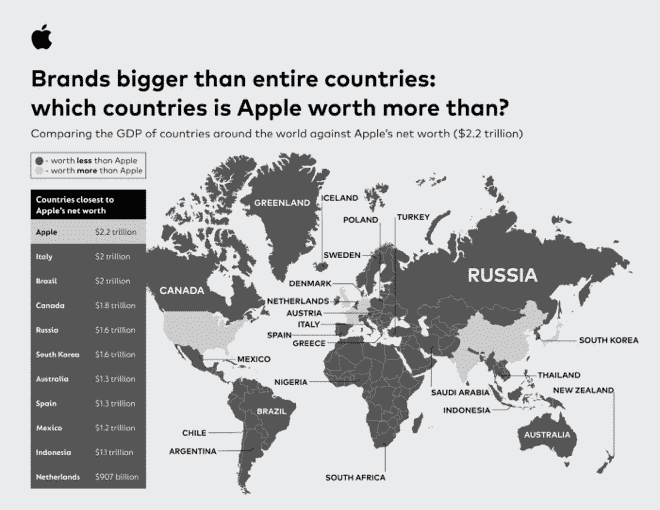 Brands bigger than entire countries:
which countries is Apple worth more than?
Comparing the GDP of countries around the world against Apple's net worth ($2.2 trillion)
- worth less than Apple
- worth more than Apple
Countries closest to
Apple's net worth
Apple $2.2 trillion
Italy $2 trillion
Brazil $2 trillion
Canada $1.8 trillion
Russia $1.6 trillion
South Korea $1.6 trillion
Australia $1.3 trillion
Spain $1.3 trillion
Mexico $1.2 trillion
Indonesia $1.1 trillion
Netherlands $907 billion
GREENLAND
ICELAND
POLAND
TURKEY
SWEDEN
RUSSIA
CANADA
DENMARK
NETHERLANDS
AUSTRIA
ITALY
SPAIN
GREECE
SOUTH KOREA
MEXICO
NIGERIA
THAILAND
SAUDI ARABIA
NEW ZEALAND
INDONESIA
BRAZIL
CHILE
AUSTRALIA
ARGENTINA
SOUTH AFRICA